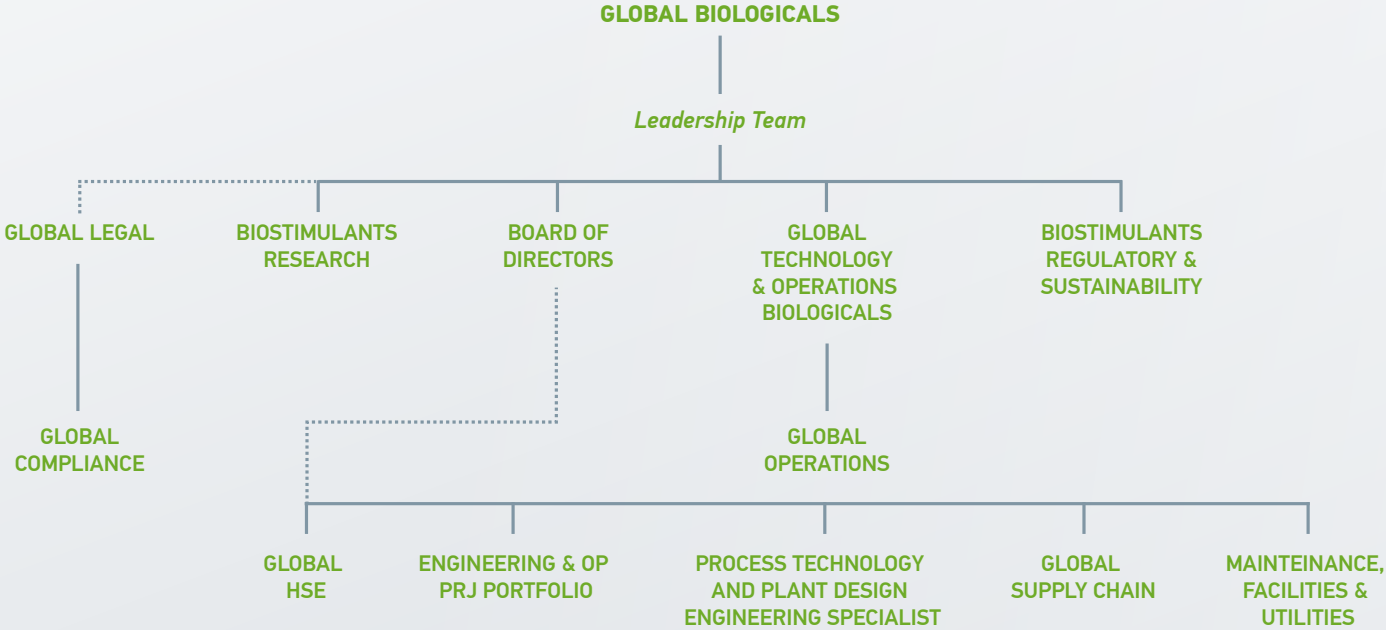 GLOBAL BIOLOGICALS
Leadership Team
GLOBAL LEGAL
BIOSTIMULANTS
RESEARCH
BOARD OF
DIRECTORS
GLOBAL
TECHNOLOGY
& OPERATIONS
BIOLOGICALS
BIOSTIMULANTS
REGULATORY &
SUSTAINABILITY
GLOBAL
COMPLIANCE
GLOBAL
OPERATIONS
GLOBAL
HSE
ENGINEERING & OP
PRJ PORTFOLIO
PROCESS TECHNOLOGY
AND PLANT DESIGN
ENGINEERING SPECIALIST
GLOBAL
SUPPLY CHAIN
MAINTEINANCE,
FACILITIES &
UTILITIES